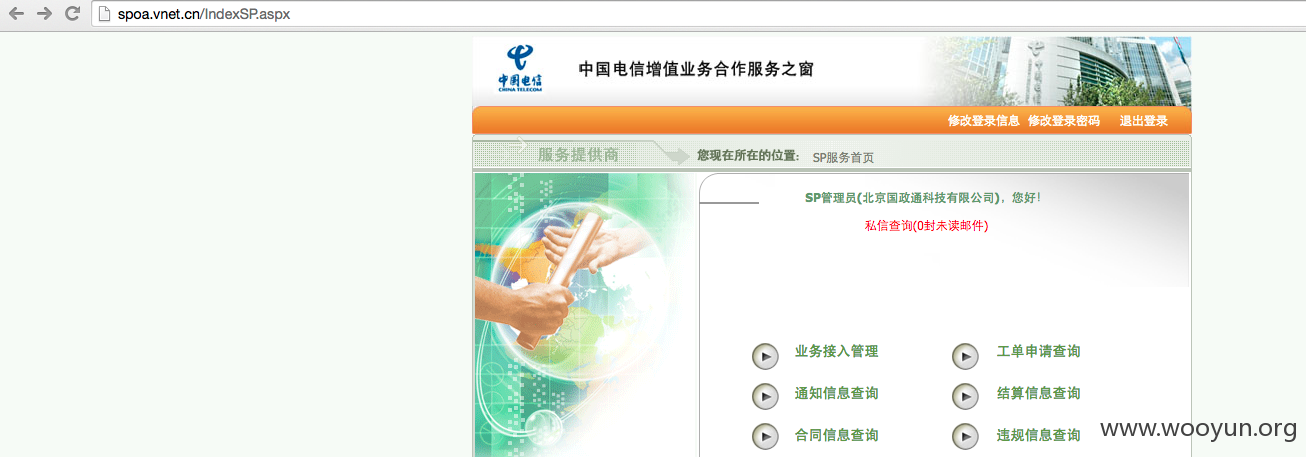 spoa.vnet.cn/IndexSP.aspx
中国电信
CHINA TELECOM
中国电信增值业务合作服务之窗
修改登录信息 修改登录密码 退出登录
服务提供商
您现在所在的位置: SP服务首页
SP管理员(北京国政通科技有限公司)，您好!
私信查询(0封未读邮件)
业务接入管理 工单申请查询
通知信息查询 结算信息查询
合同信息查询 违规信息查询
www.wooyun.org